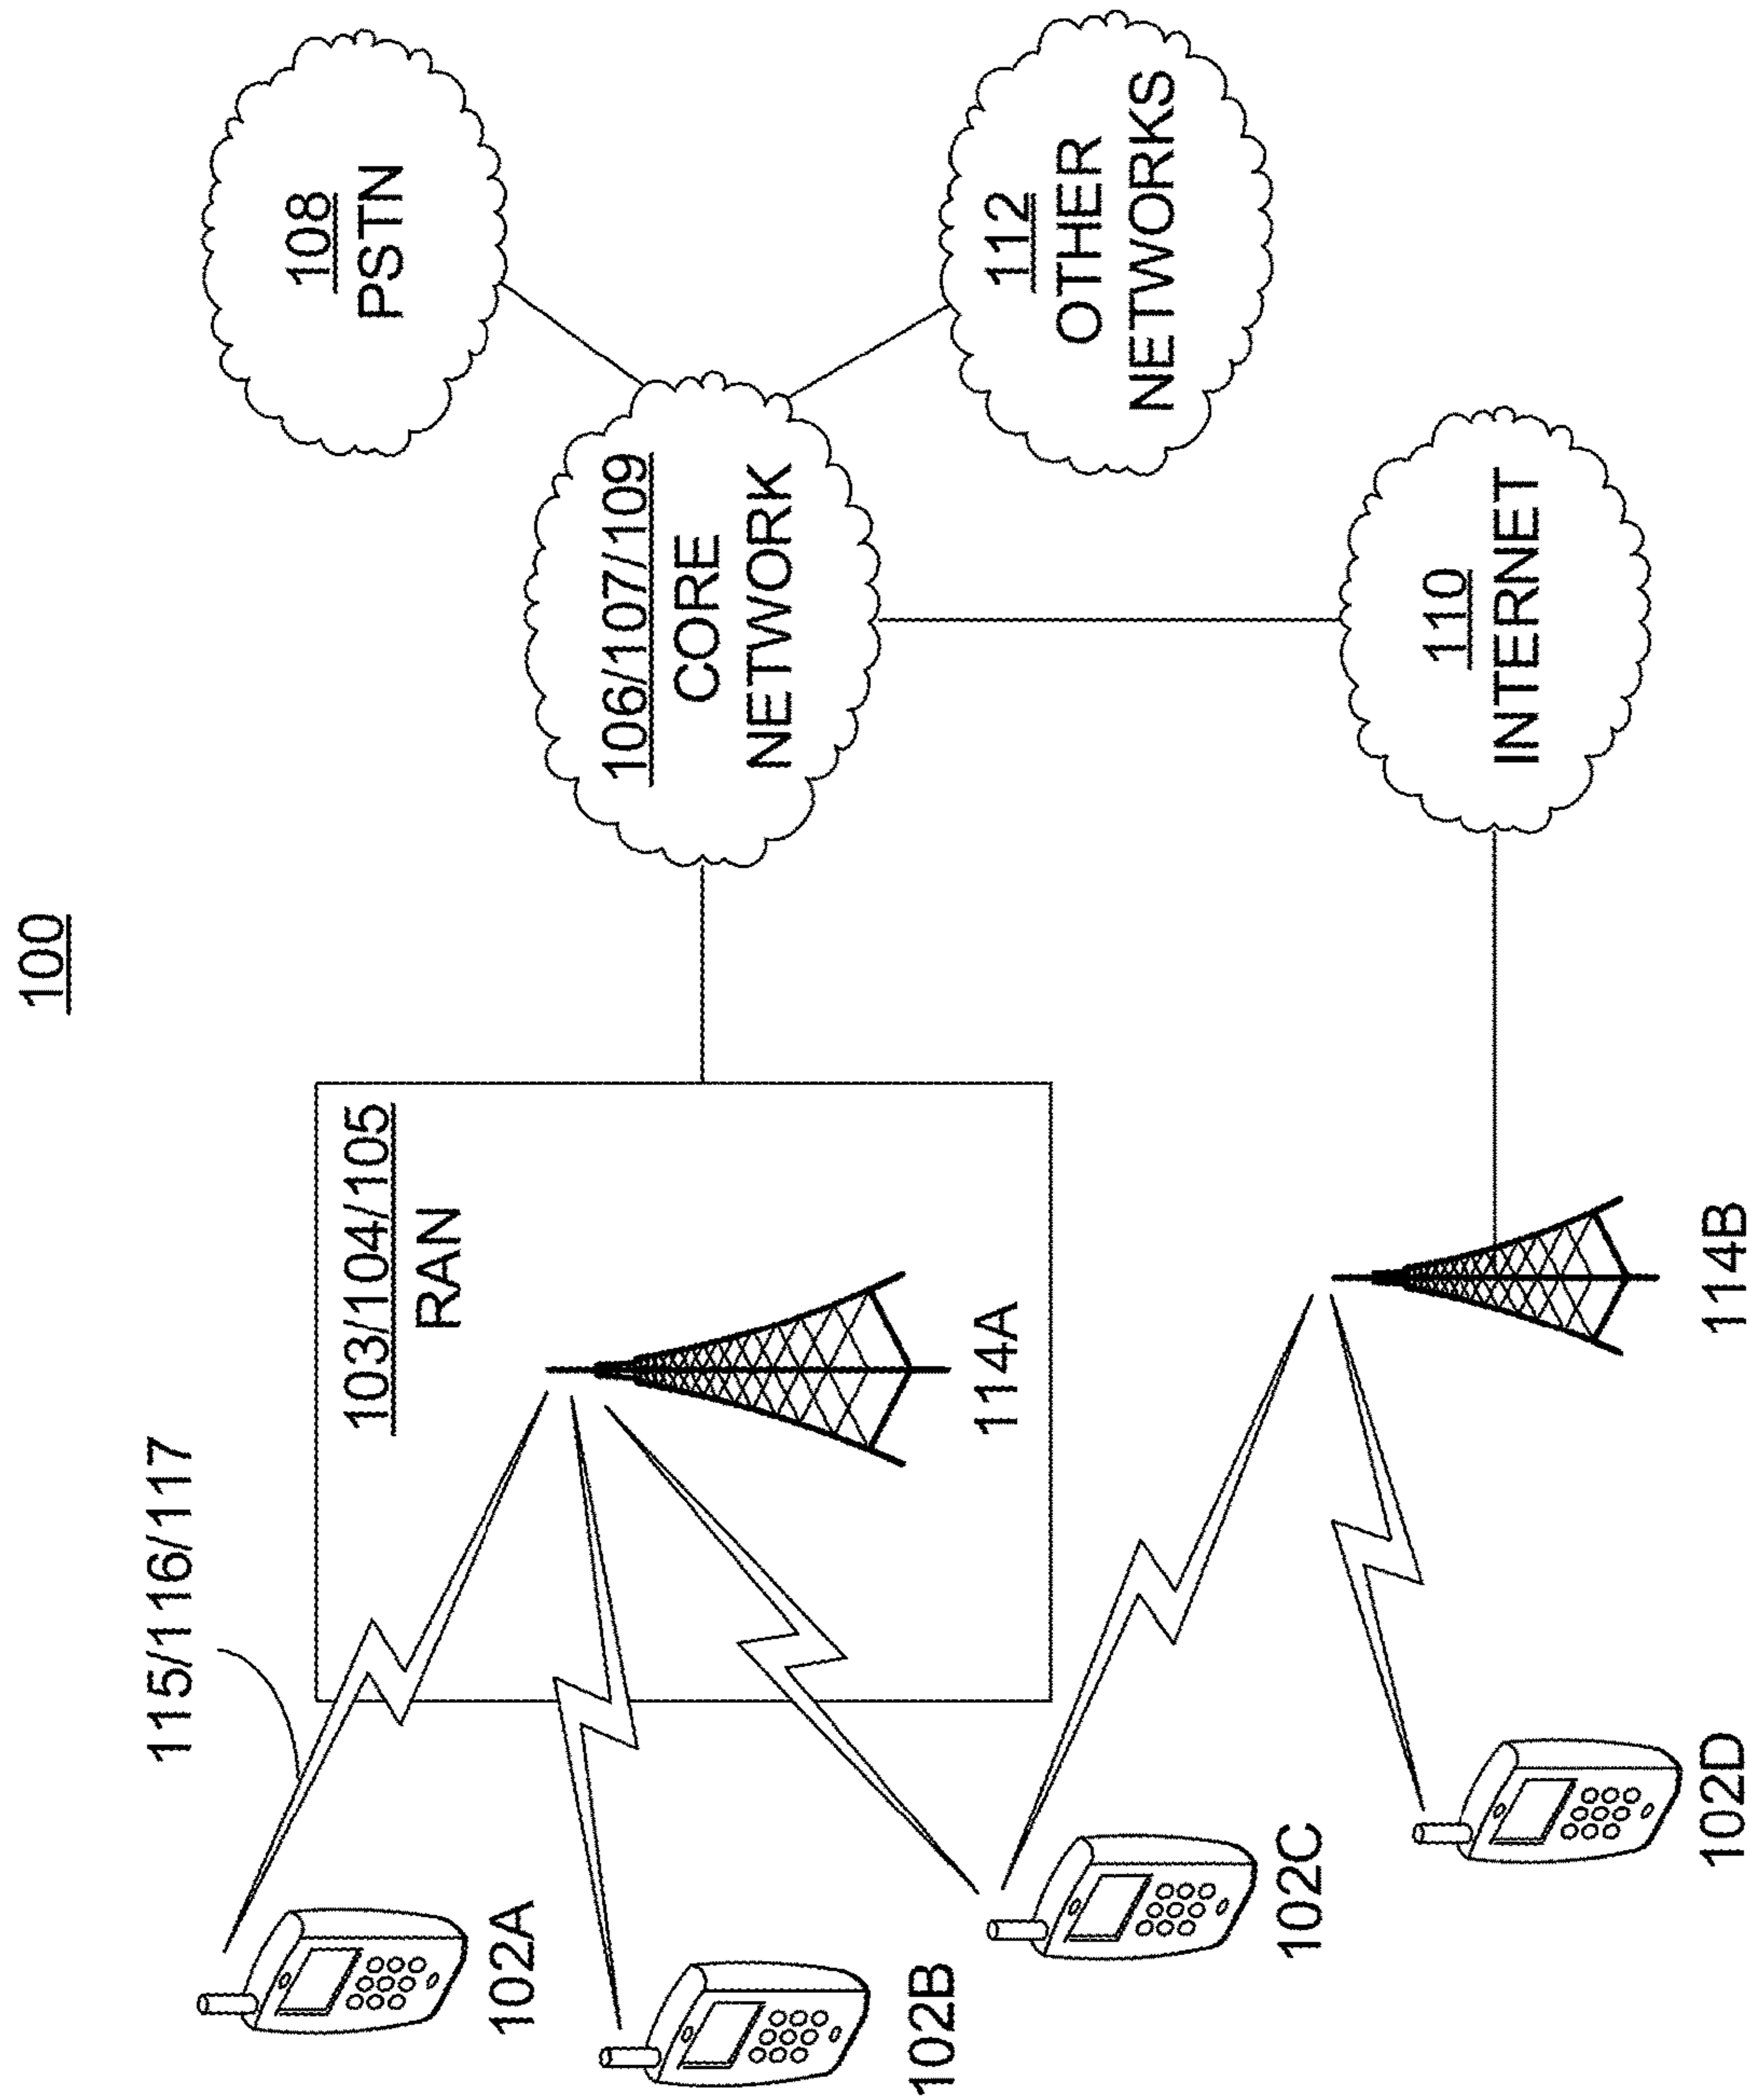 100
115/116/117
103/104/105
RAN
114A
106/107/109
CORE
NETWORK
108
PSTN
112
OTHER
NETWORKS
110
INTERNET
114B
102A
102B
102C
102D